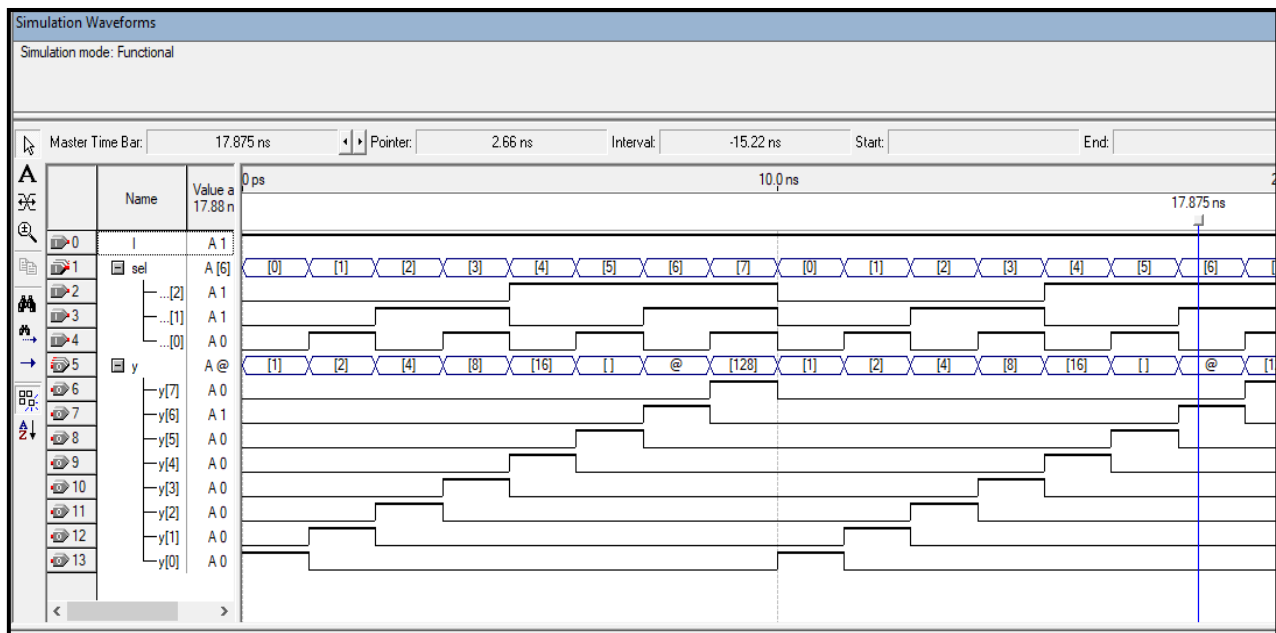 Simulation Waveforms
Simulation mode: Functional
Master Time Bar: 17.875 ns Pointer: 2.66 ns Interval: -15.22 ns Start: End:
A
Name Value a 17.88 n
0 ps 10.0 ns 2
17.875 ns
0 I A 1
1 sel A [6] [0] [1] [2] [3] [4] [5] [6] [7] [0] [1] [2] [3] [4] [5] [6] [
2 ...[2] A 1
3 ...[1] A 1
4 ...[0] A 0
5 y A @ [1] [2] [4] [8] [16] [ ] @ [128] [1] [2] [4] [8] [16] [ ] @ [1
6 y[7] A 0
7 y[6] A 1
8 y[5] A 0
9 y[4] A 0
10 y[3] A 0
11 y[2] A 0
12 y[1] A 0
13 y[0] A 0
A
Z